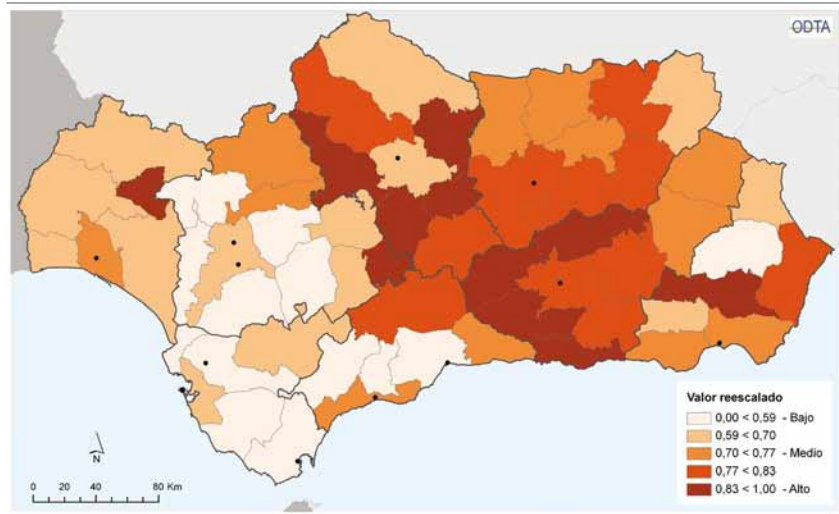 ODTA
Valor reescalado
0,00 < 0,59 - Bajo
0,59 < 0,70
0,70 < 0,77 - Medio
0,77 < 0,83
0,83 < 1,00 - Alto
N
0 20 40 80 Km